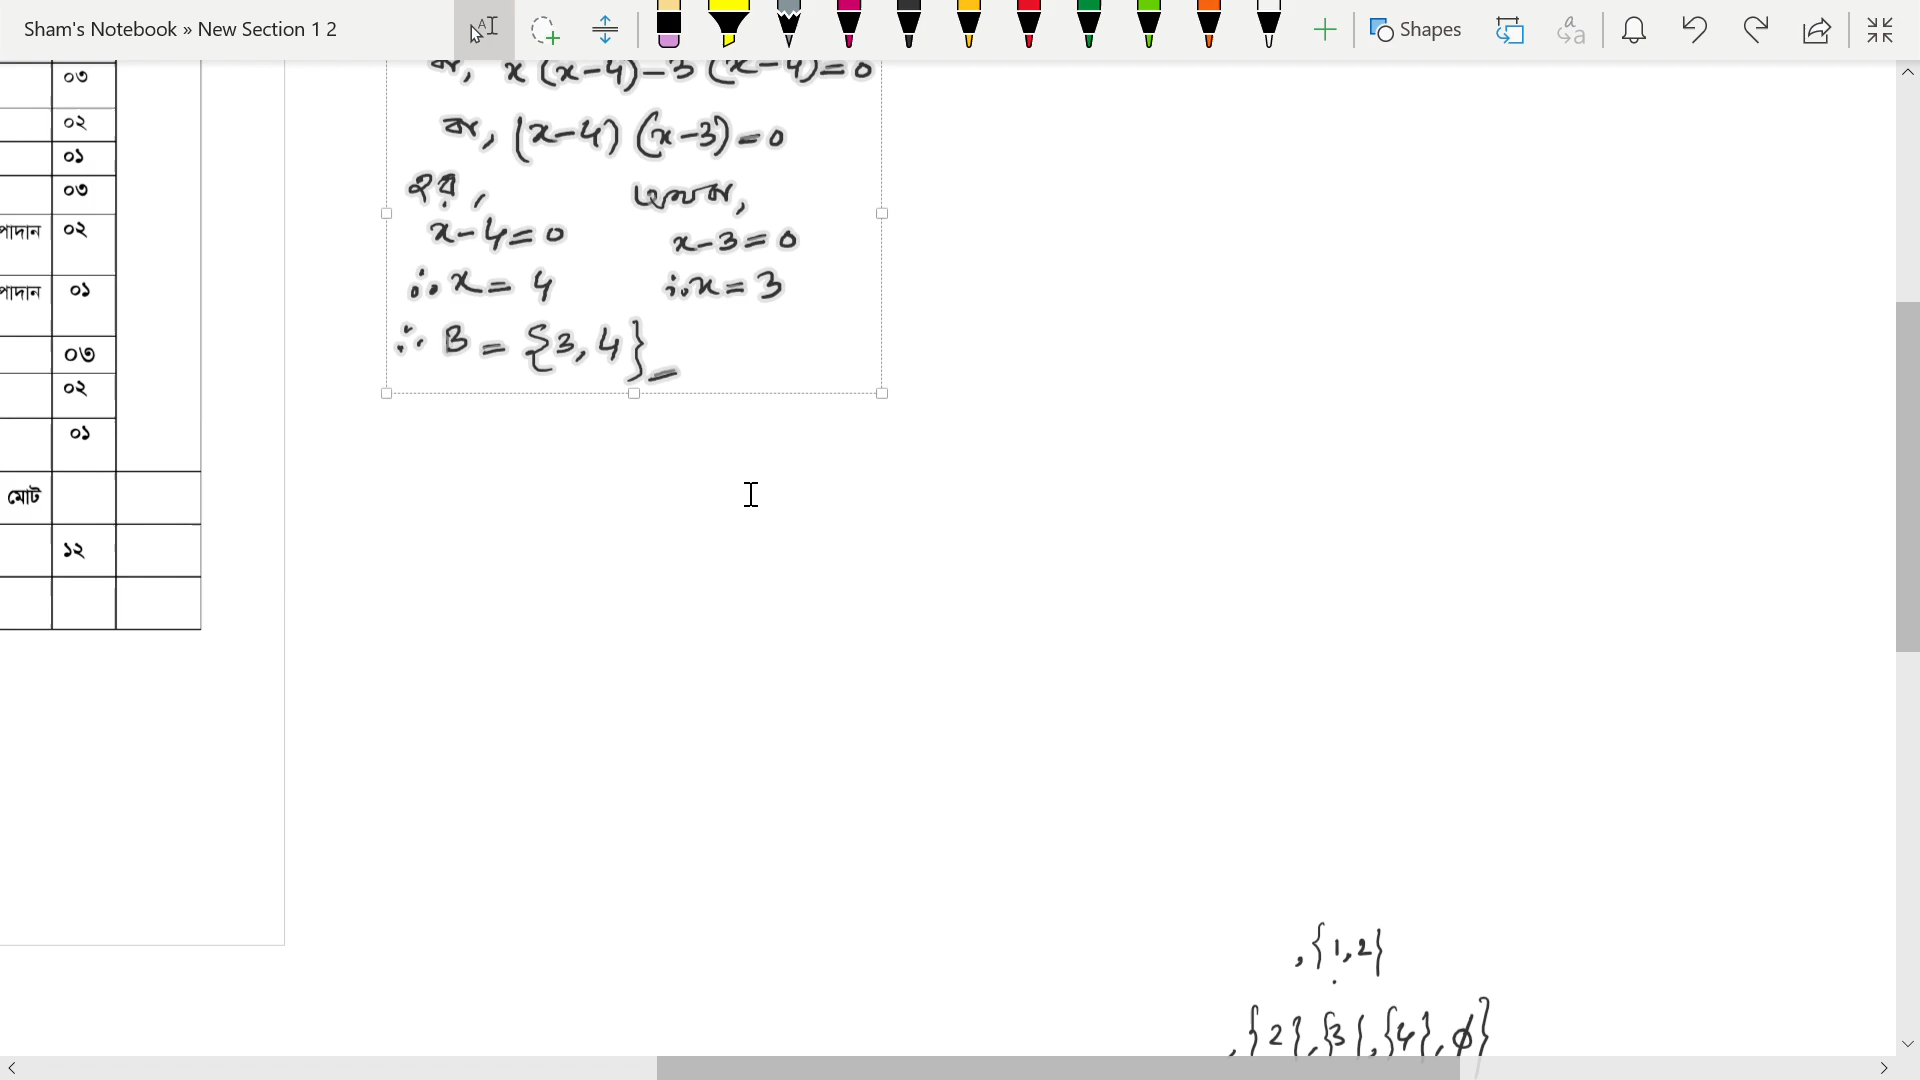 Sham's Notebook » New Section 1 2
Shapes
০৩
০২
০১
০৩
পাদান ০২
পাদান ০১
০৩
০২
০১
মোট
১২
বা, x(x-4)-3(x-4)=0
বা, (x-4) (x-3)=0
হয়, অথবা,
x-4=0 x-3=0
∴x=4 ∴x=3
∴ B = {3,4}
,{1,2}
,{2},{3},{4},ϕ}